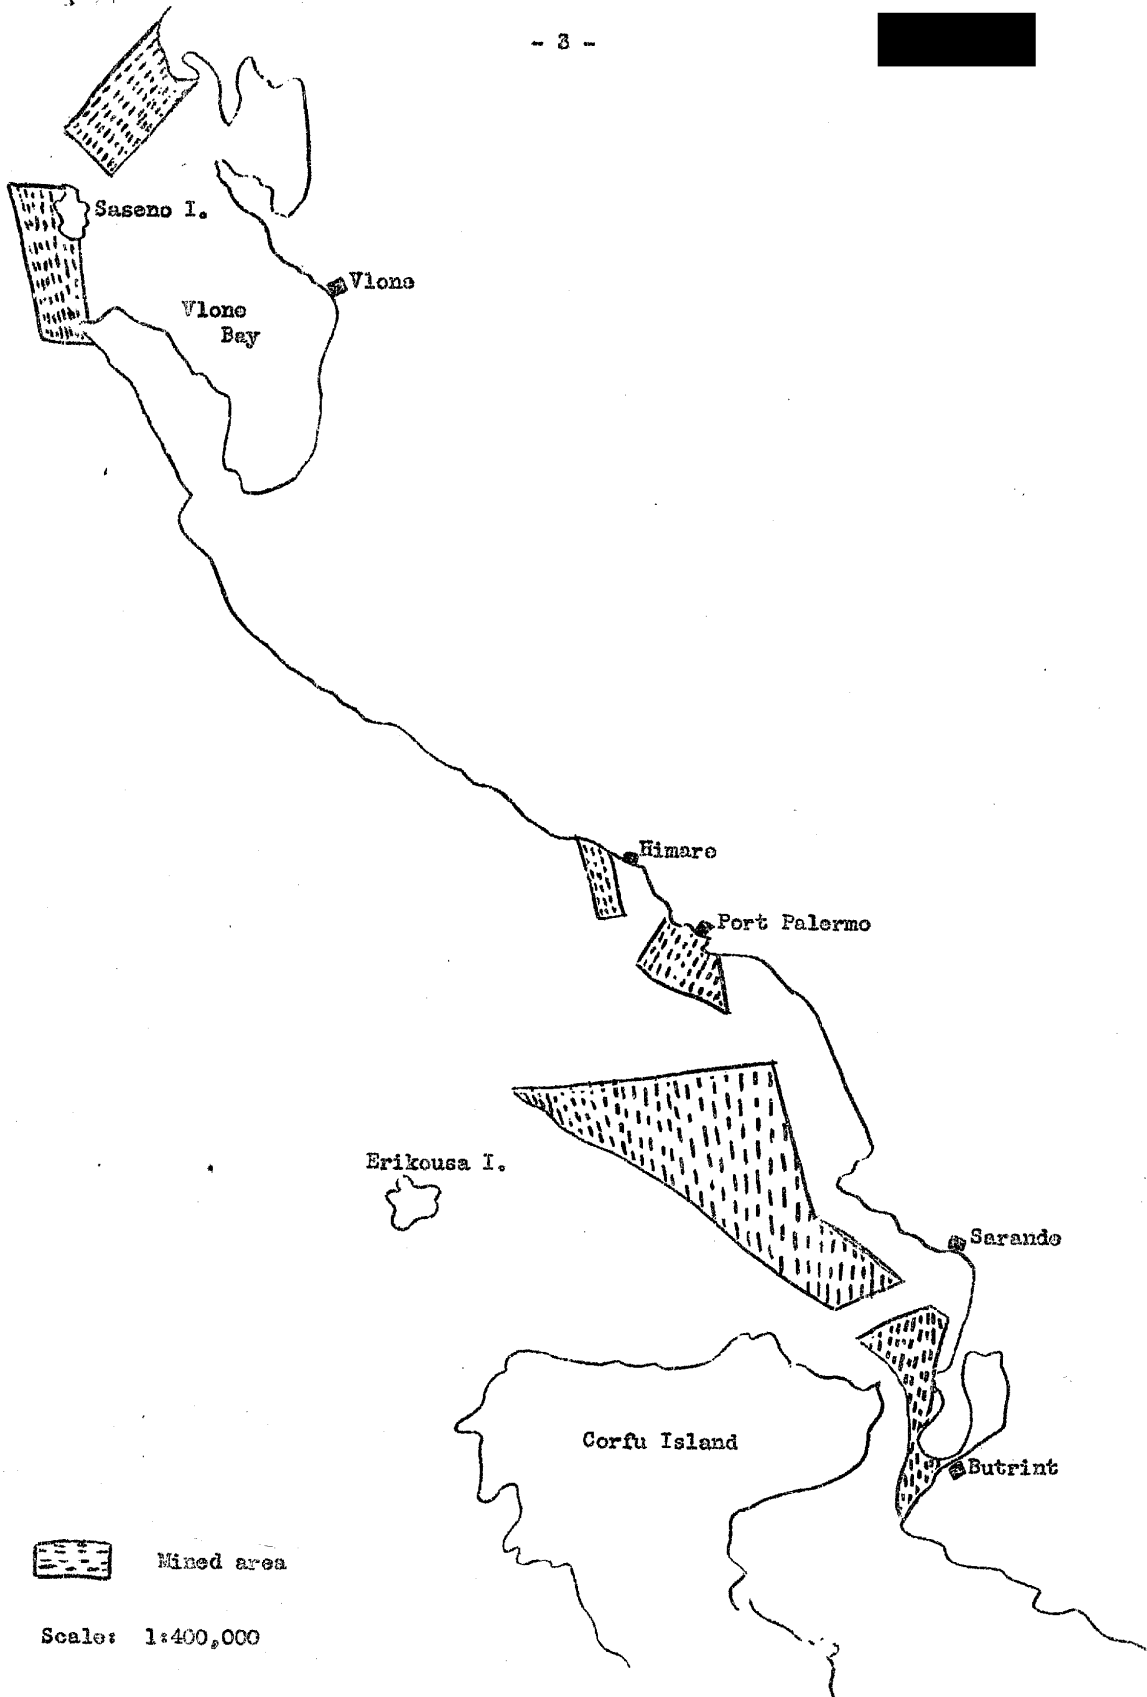 - 3 -
Saseno I.
Vlone
Vlone
Bay
Himare
Port Palermo
Erikousa I.
Sarande
Corfu Island
Butrint
Mined area
Scale: 1:400,000